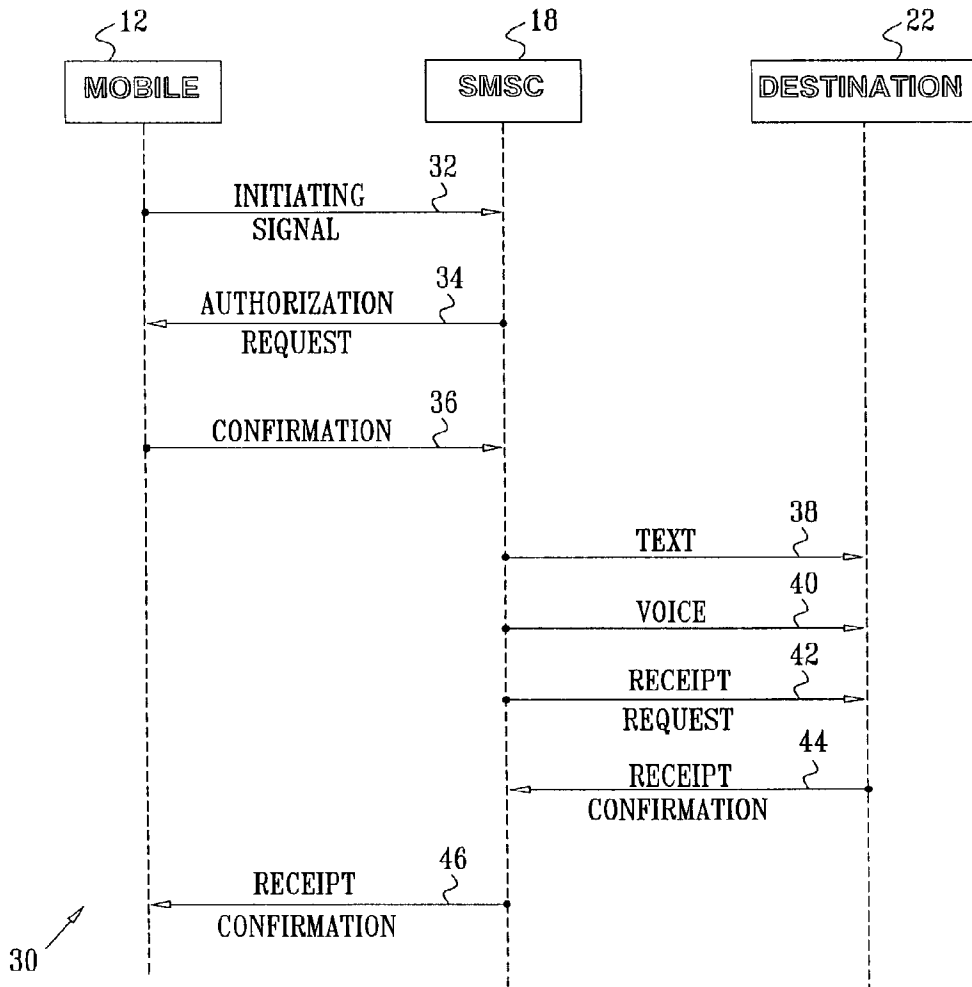 12
18
22
MOBILE
SMSC
DESTINATION
32
INITIATING
SIGNAL
34
AUTHORIZATION
REQUEST
36
CONFIRMATION
38
TEXT
40
VOICE
42
RECEIPT
REQUEST
44
RECEIPT
CONFIRMATION
46
RECEIPT
CONFIRMATION
30